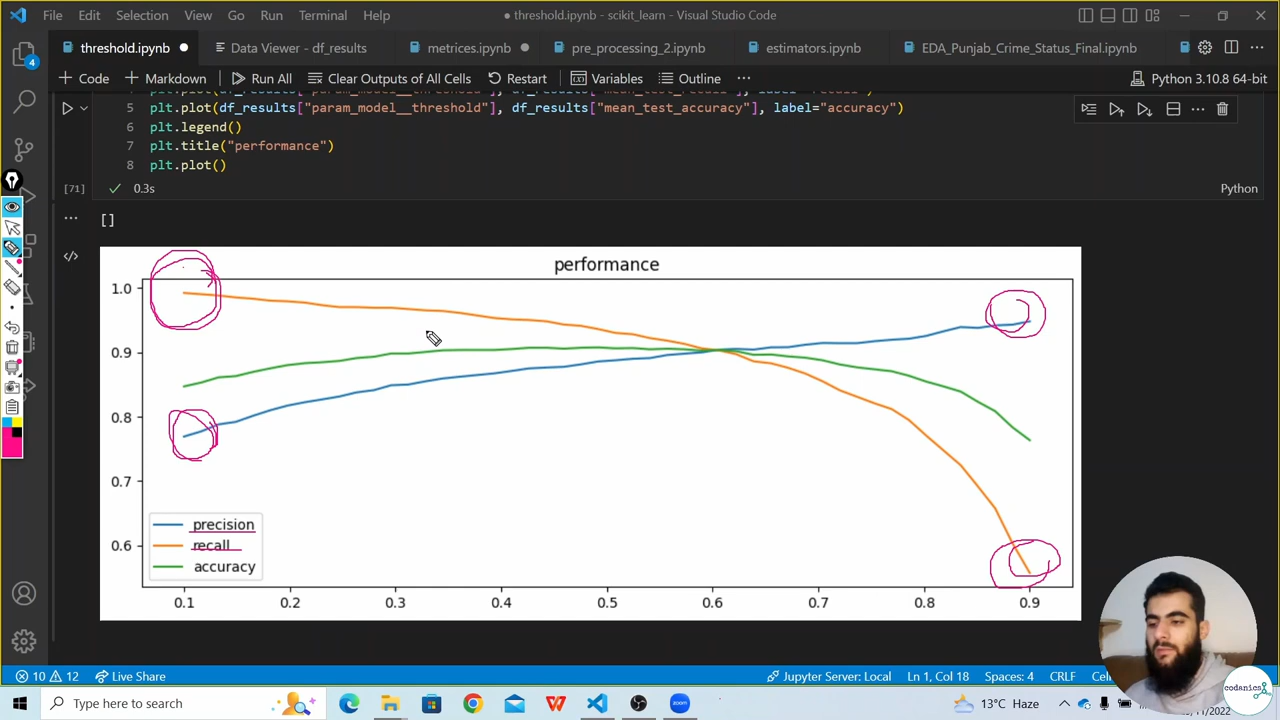 File Edit Selection View Go Run Terminal Help
● threshold.ipynb - scikit_learn - Visual Studio Code
threshold.ipynb
Data Viewer - df_results
metrices.ipynb
pre_processing_2.ipynb
estimators.ipynb
EDA_Punjab_Crime_Status_Final.ipynb
4
+ Code + Markdown Run All Clear Outputs of All Cells Restart Variables Outline ···
Python 3.10.8 64-bit
5 plt.plot(df_results["param_model__threshold"], df_results["mean_test_accuracy"], label="accuracy")
6 plt.legend()
7 plt.title("performance")
8 plt.plot()
[71] 0.3s Python
[]
performance
1.0
0.9
0.8
0.7
0.6
precision
recall
accuracy
0.1 0.2 0.3 0.4 0.5 0.6 0.7 0.8 0.9
10 12 Live Share Jupyter Server: Local Ln 1, Col 18 Spaces: 4 CRLF
codanics
Type here to search 13°C Haze